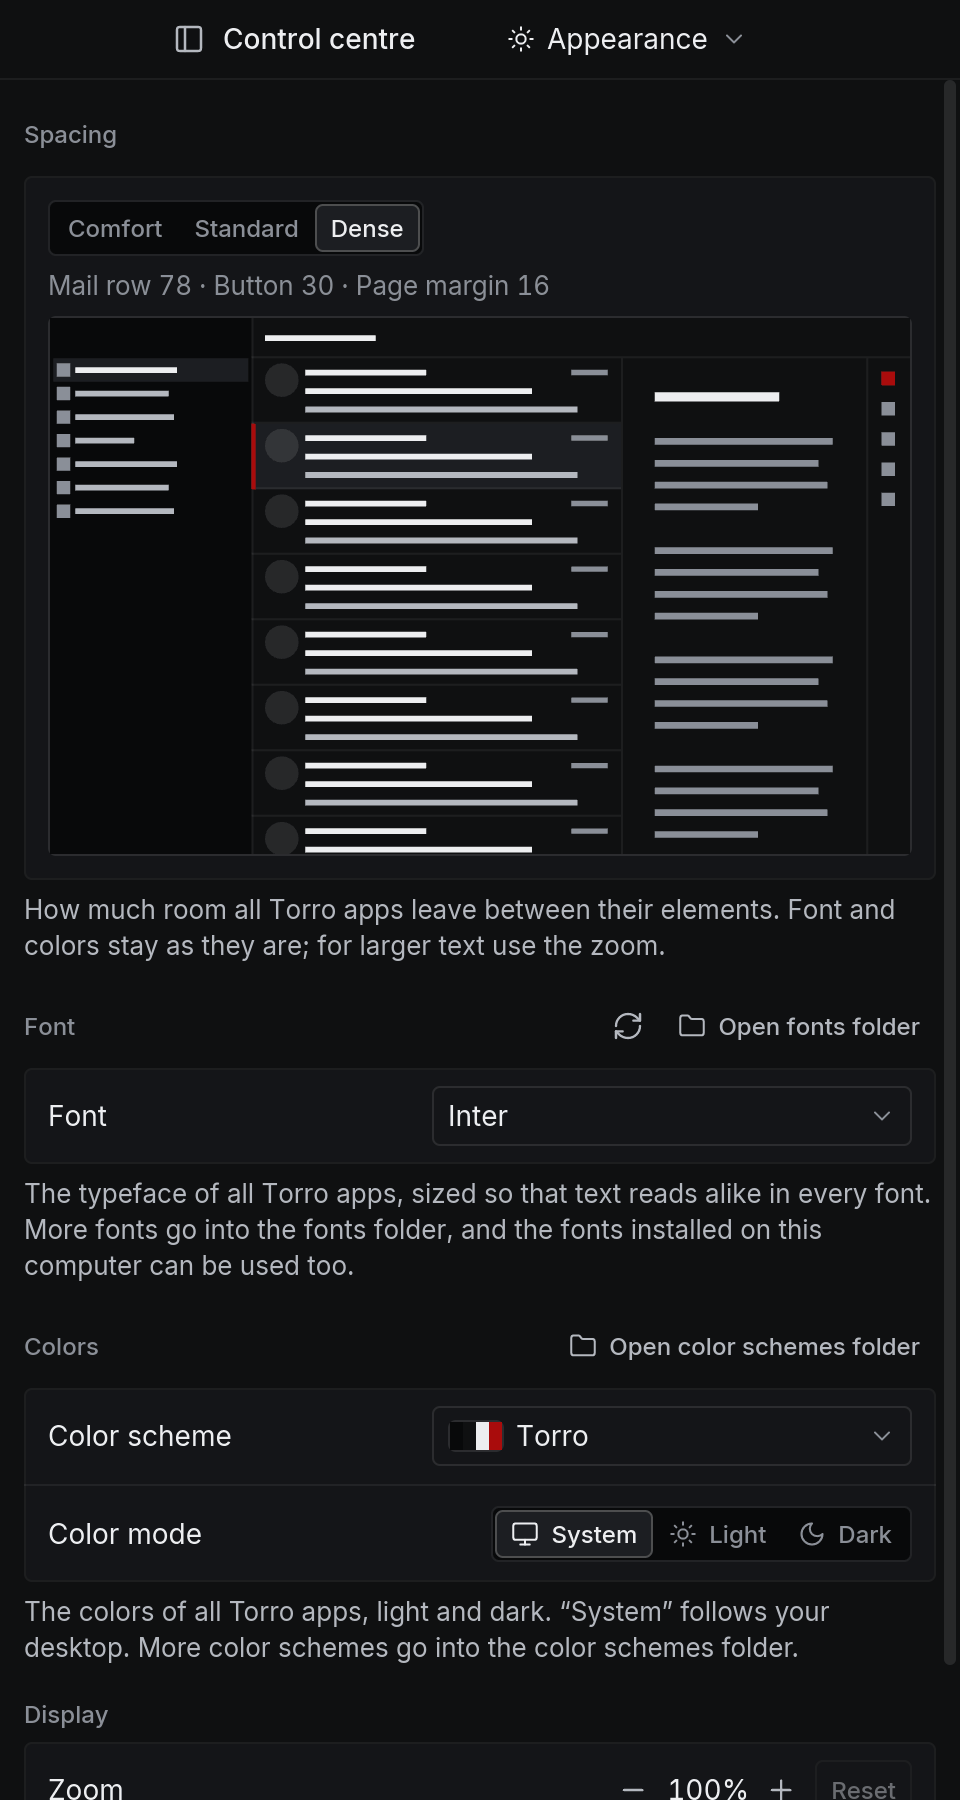 Control centre
Appearance
Spacing
Comfort
Standard
Dense
Mail row 78 · Button 30 · Page margin 16
How much room all Torro apps leave between their elements. Font and
colors stay as they are; for larger text use the zoom.
Font
Open fonts folder
Font
Inter
The typeface of all Torro apps, sized so that text reads alike in every font.
More fonts go into the fonts folder, and the fonts installed on this
computer can be used too.
Colors
Open color schemes folder
Color scheme
Torro
Color mode
System
Light
Dark
The colors of all Torro apps, light and dark. “System” follows your
desktop. More color schemes go into the color schemes folder.
Display
Zoom
100%
Reset